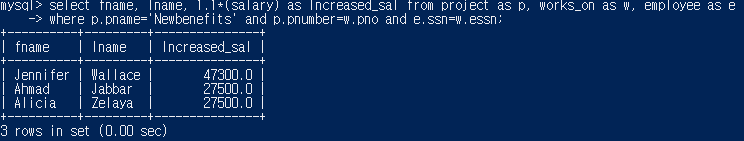 mysql> select fname, lname, 1.1*(salary) as Increased_sal from project as p, works_on as w, employee as e
    -> where p.pname='Newbenefits' and p.pnumber=w.pno and e.ssn=w.essn;
+----------+---------+---------------+
| fname    | lname   | Increased_sal |
+----------+---------+---------------+
| Jennifer | Wallace |       47300.0 |
| Ahmad    | Jabbar  |       27500.0 |
| Alicia   | Zelaya  |       27500.0 |
+----------+---------+---------------+
3 rows in set (0.00 sec)